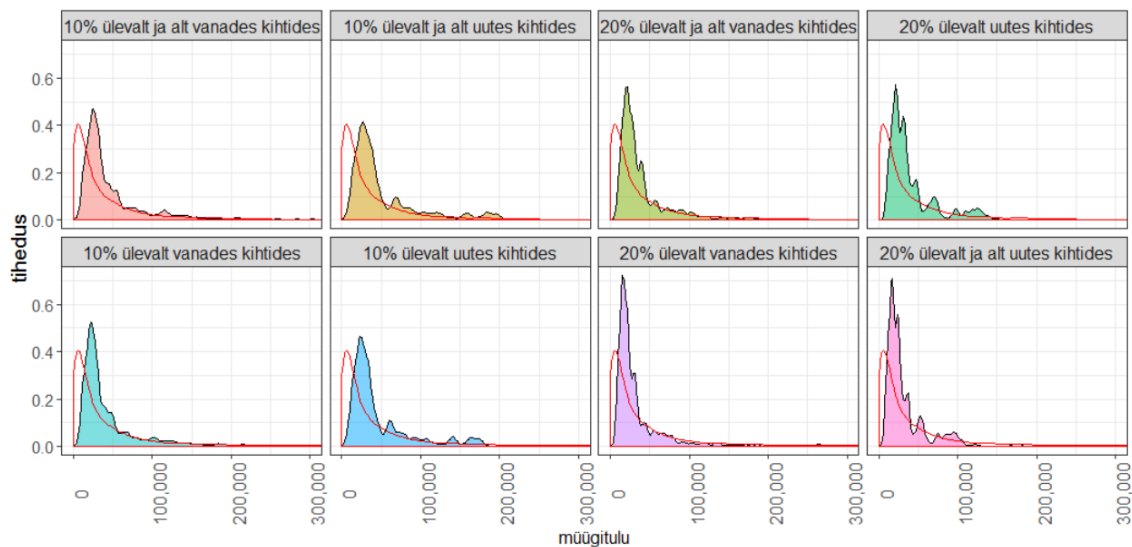 10% ülevalt ja alt vanades kihtides
10% ülevalt ja alt uutes kihtides
20% ülevalt ja alt vanades kihtides
20% ülevalt uutes kihtides
0.6
0.4
0.2
0.0
10% ülevalt vanades kihtides
10% ülevalt uutes kihtides
20% ülevalt vanades kihtides
20% ülevalt ja alt uutes kihtides
0.6
0.4
0.2
0.0
tihedus
0
100,000
200,000
300,000
0
100,000
200,000
300,000
0
100,000
200,000
300,000
0
100,000
200,000
300,000
müügitulu